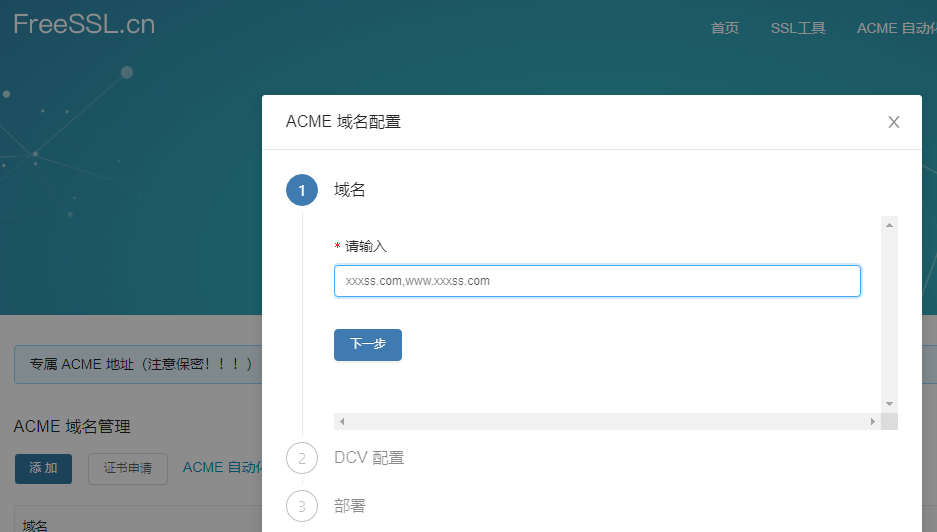 FreeSSL.cn
首页 SSL工具 ACME 自动化
ACME 域名配置
1 域名
* 请输入
xxxss.com,www.xxxss.com
下一步
专属 ACME 地址（注意保密！！！）
ACME 域名管理
添加 证书申请 ACME 自动化
2 DCV 配置
3 部署
域名